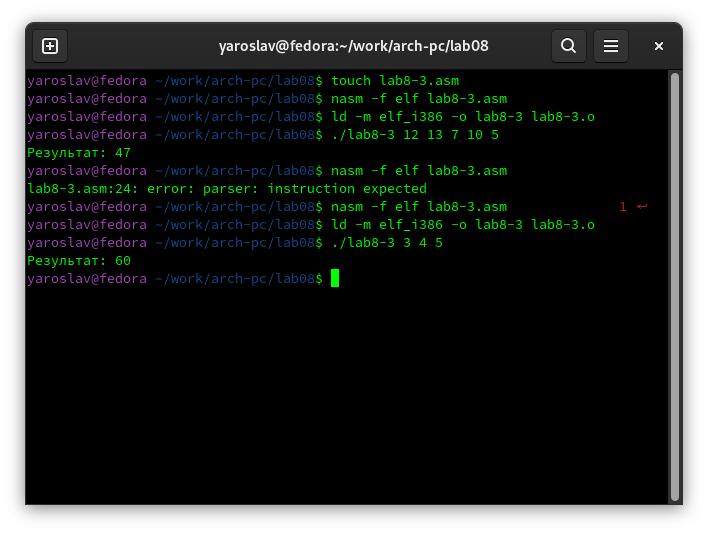 yaroslav@fedora:~/work/arch-pc/lab08
yaroslav@fedora ~/work/arch-pc/lab08$ touch lab8-3.asm
yaroslav@fedora ~/work/arch-pc/lab08$ nasm -f elf lab8-3.asm
yaroslav@fedora ~/work/arch-pc/lab08$ ld -m elf_i386 -o lab8-3 lab8-3.o
yaroslav@fedora ~/work/arch-pc/lab08$ ./lab8-3 12 13 7 10 5
Результат: 47
yaroslav@fedora ~/work/arch-pc/lab08$ nasm -f elf lab8-3.asm
lab8-3.asm:24: error: parser: instruction expected
yaroslav@fedora ~/work/arch-pc/lab08$ nasm -f elf lab8-3.asm 1 ↵
yaroslav@fedora ~/work/arch-pc/lab08$ ld -m elf_i386 -o lab8-3 lab8-3.o
yaroslav@fedora ~/work/arch-pc/lab08$ ./lab8-3 3 4 5
Результат: 60
yaroslav@fedora ~/work/arch-pc/lab08$